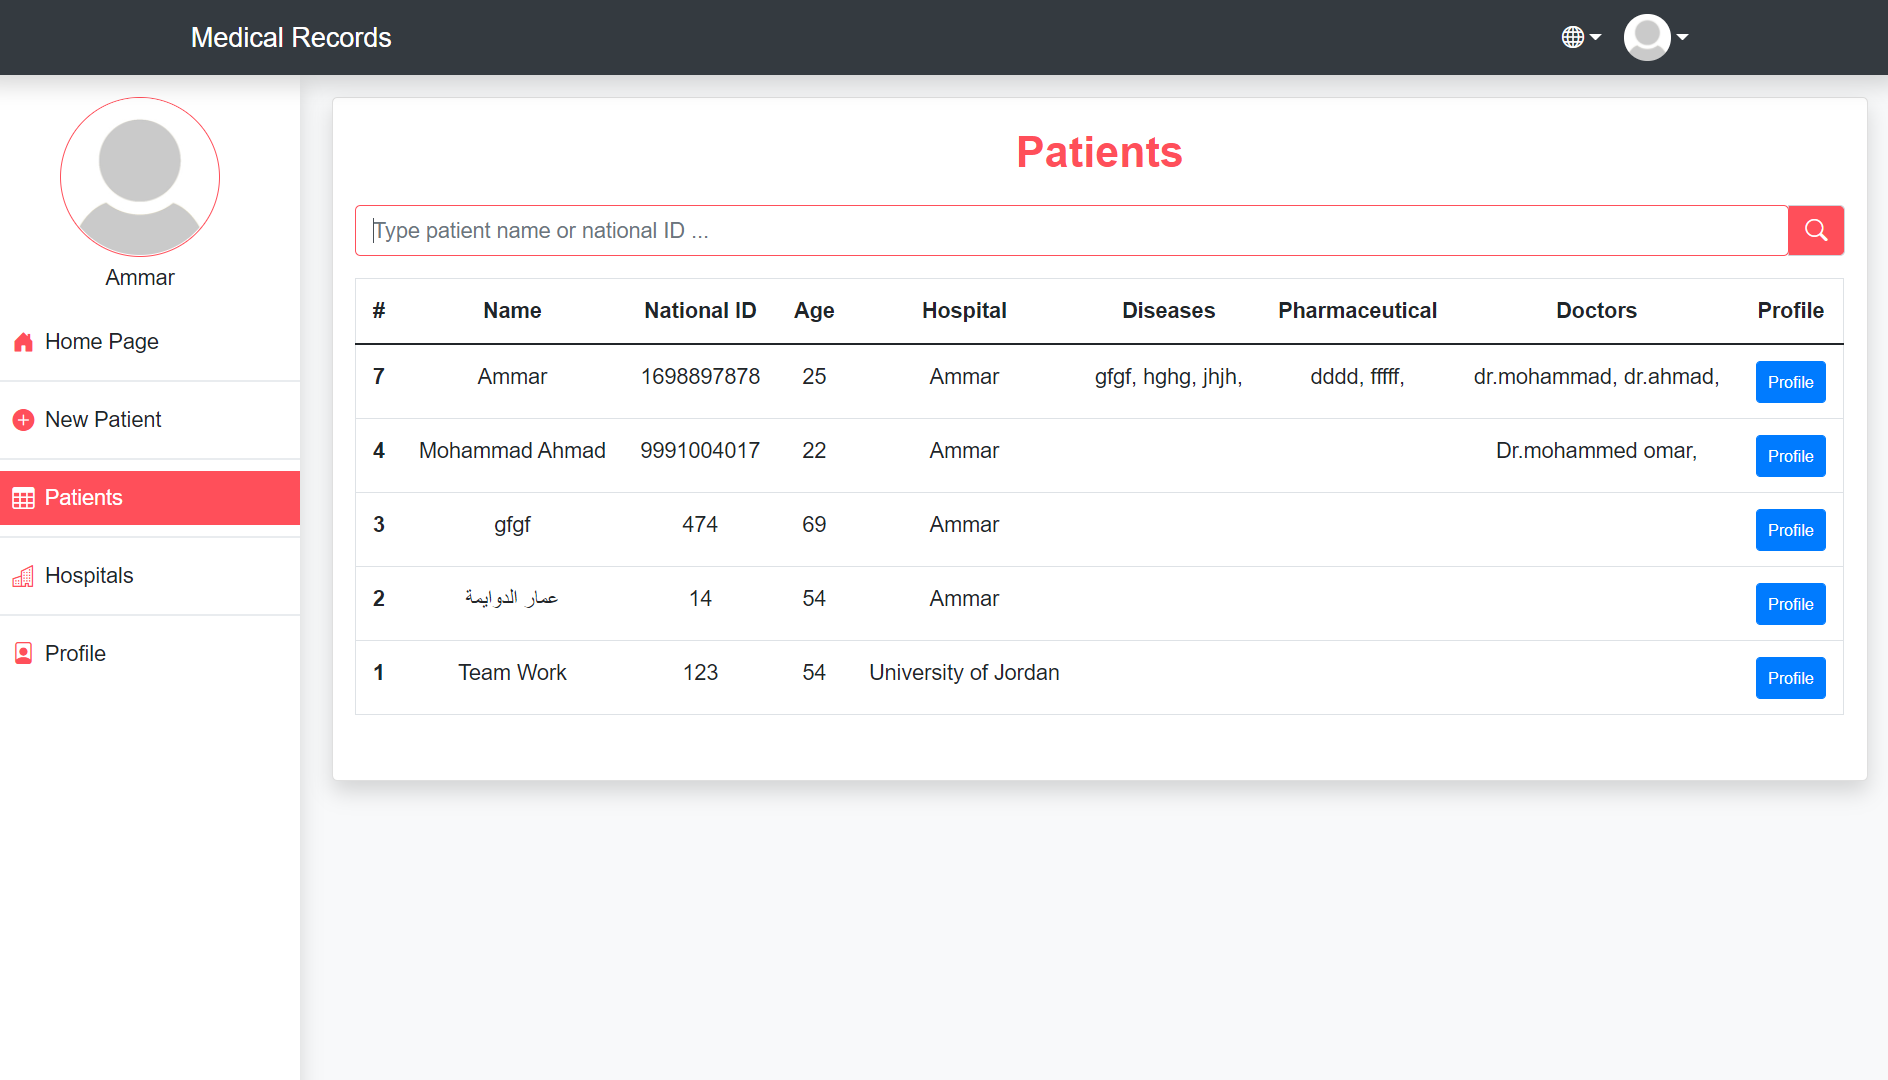 Medical Records
Ammar
Home Page
New Patient
Patients
Hospitals
Profile
Patients
Type patient name or national ID ...
# Name National ID Age Hospital Diseases Pharmaceutical Doctors Profile
7 Ammar 1698897878 25 Ammar gfgf, hghg, jhjh, dddd, fffff, dr.mohammad, dr.ahmad, Profile
4 Mohammad Ahmad 9991004017 22 Ammar Dr.mohammed omar, Profile
3 gfgf 474 69 Ammar Profile
2 عمار الدوايمة 14 54 Ammar Profile
1 Team Work 123 54 University of Jordan Profile